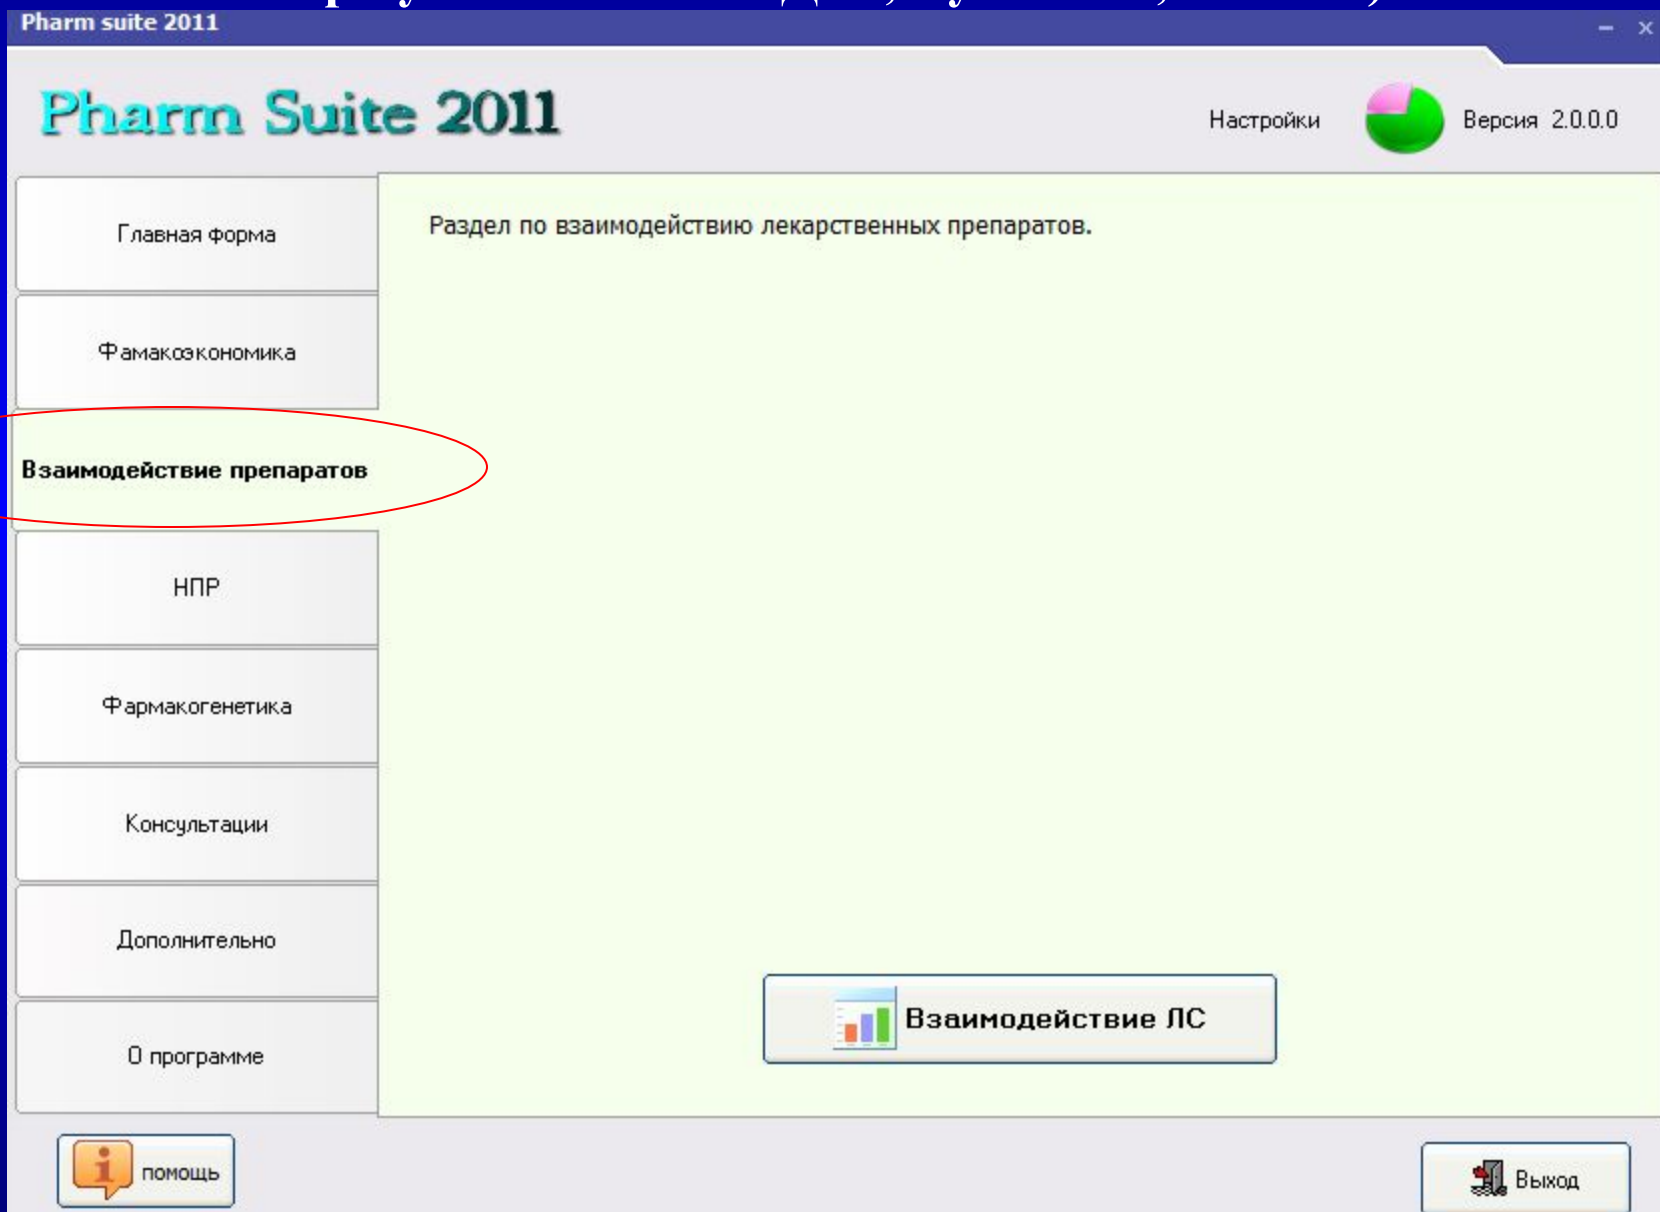 Pharm suite 2011
Pharm Suite 2011
Настройки
Версия 2.0.0.0
Главная форма
Раздел по взаимодействию лекарственных препаратов.
Фамакоэкономика
Взаимодействие препаратов
НПР
Фармакогенетика
Консультации
Дополнительно
Взаимодействие ЛС
О программе
помощь
Выход